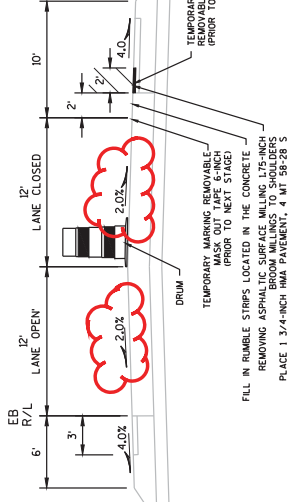 EB
R/L
6'
12'
LANE OPEN
12'
LANE CLOSED
10'
3'
2'
2'
4.0%
2.0%
2.0%
4.0
DRUM
TEMPORARY MARKING REMOVABLE
MASK OUT TAPE 6-INCH
(PRIOR TO NEXT STAGE)
FILL IN RUMBLE STRIPS LOCATED IN THE CONCRETE
REMOVING ASPHALTIC SURFACE MILLING 1.75-INCH
BROOM MILLINGS TO SHOULDERS
PLACE 1 3/4-INCH HMA PAVEMENT, 4 MT 58-28 S
TEMPORAR
REMOVABL
(PRIOR TO